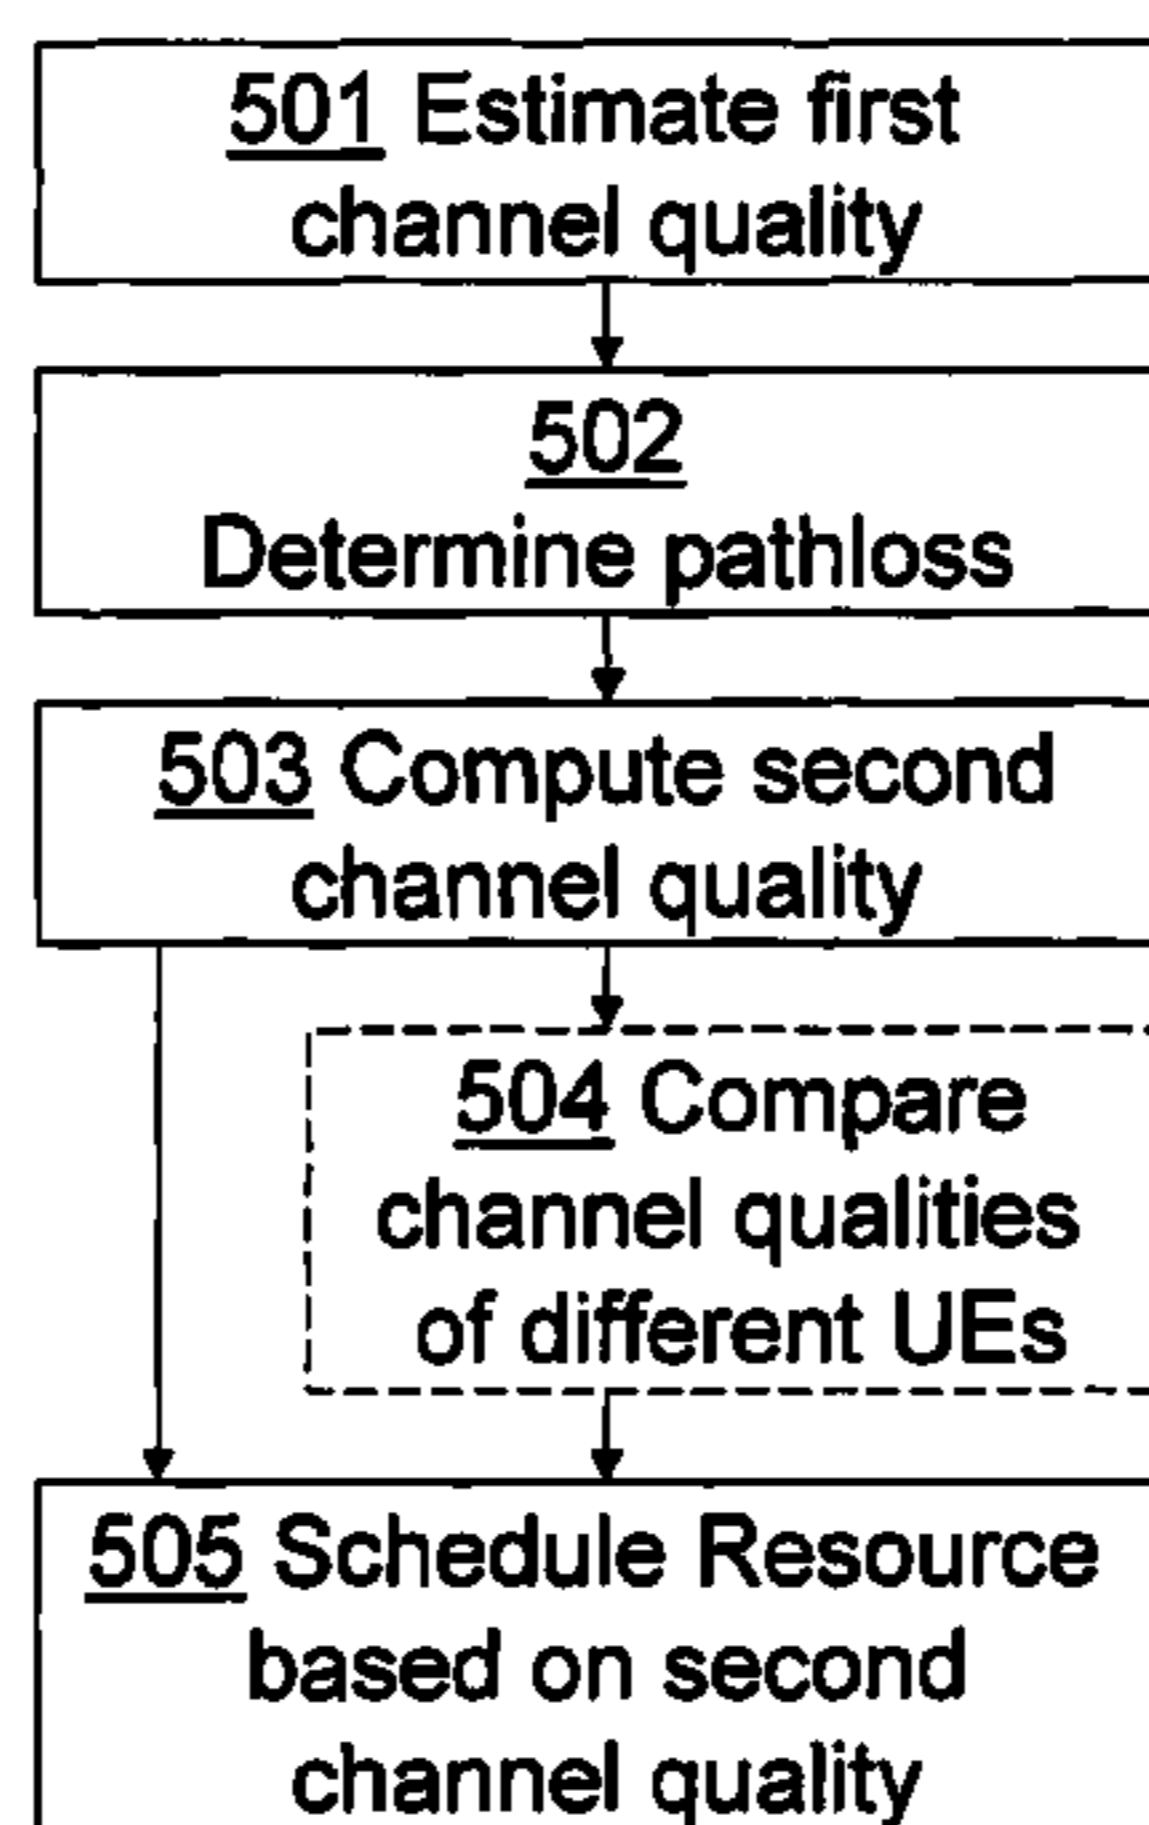 501 Estimate first
channel quality
502
Determine pathloss
503 Compute second
channel quality
504 Compare
channel qualities
of different UEs
505 Schedule Resource
based on second
channel quality